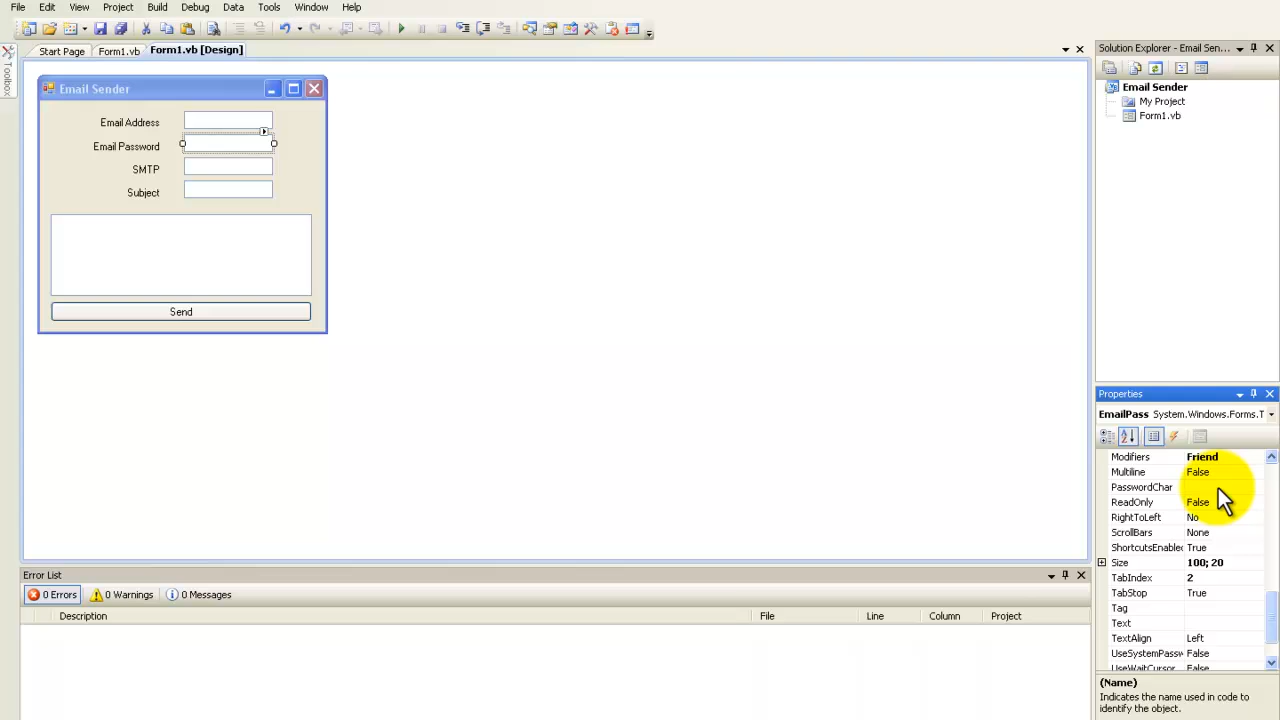 File Edit View Project Build Debug Data Tools Window Help
Toolbox
Start Page Form1.vb Form1.vb [Design]
Email Sender
Email Address
Email Password
SMTP
Subject
Send
Solution Explorer - Email Sen...
Email Sender
My Project
Form1.vb
Properties
EmailPass System.Windows.Forms.T
Modifiers Friend
Multiline False
PasswordChar
ReadOnly False
RightToLeft No
ScrollBars None
ShortcutsEnabled True
Size 100; 20
TabIndex 2
TabStop True
Tag
Text
TextAlign Left
UseSystemPassw False
UseWaitCursor False
(Name)
Indicates the name used in code to
identify the object.
Error List
0 Errors 0 Warnings 0 Messages
Description File Line Column Project